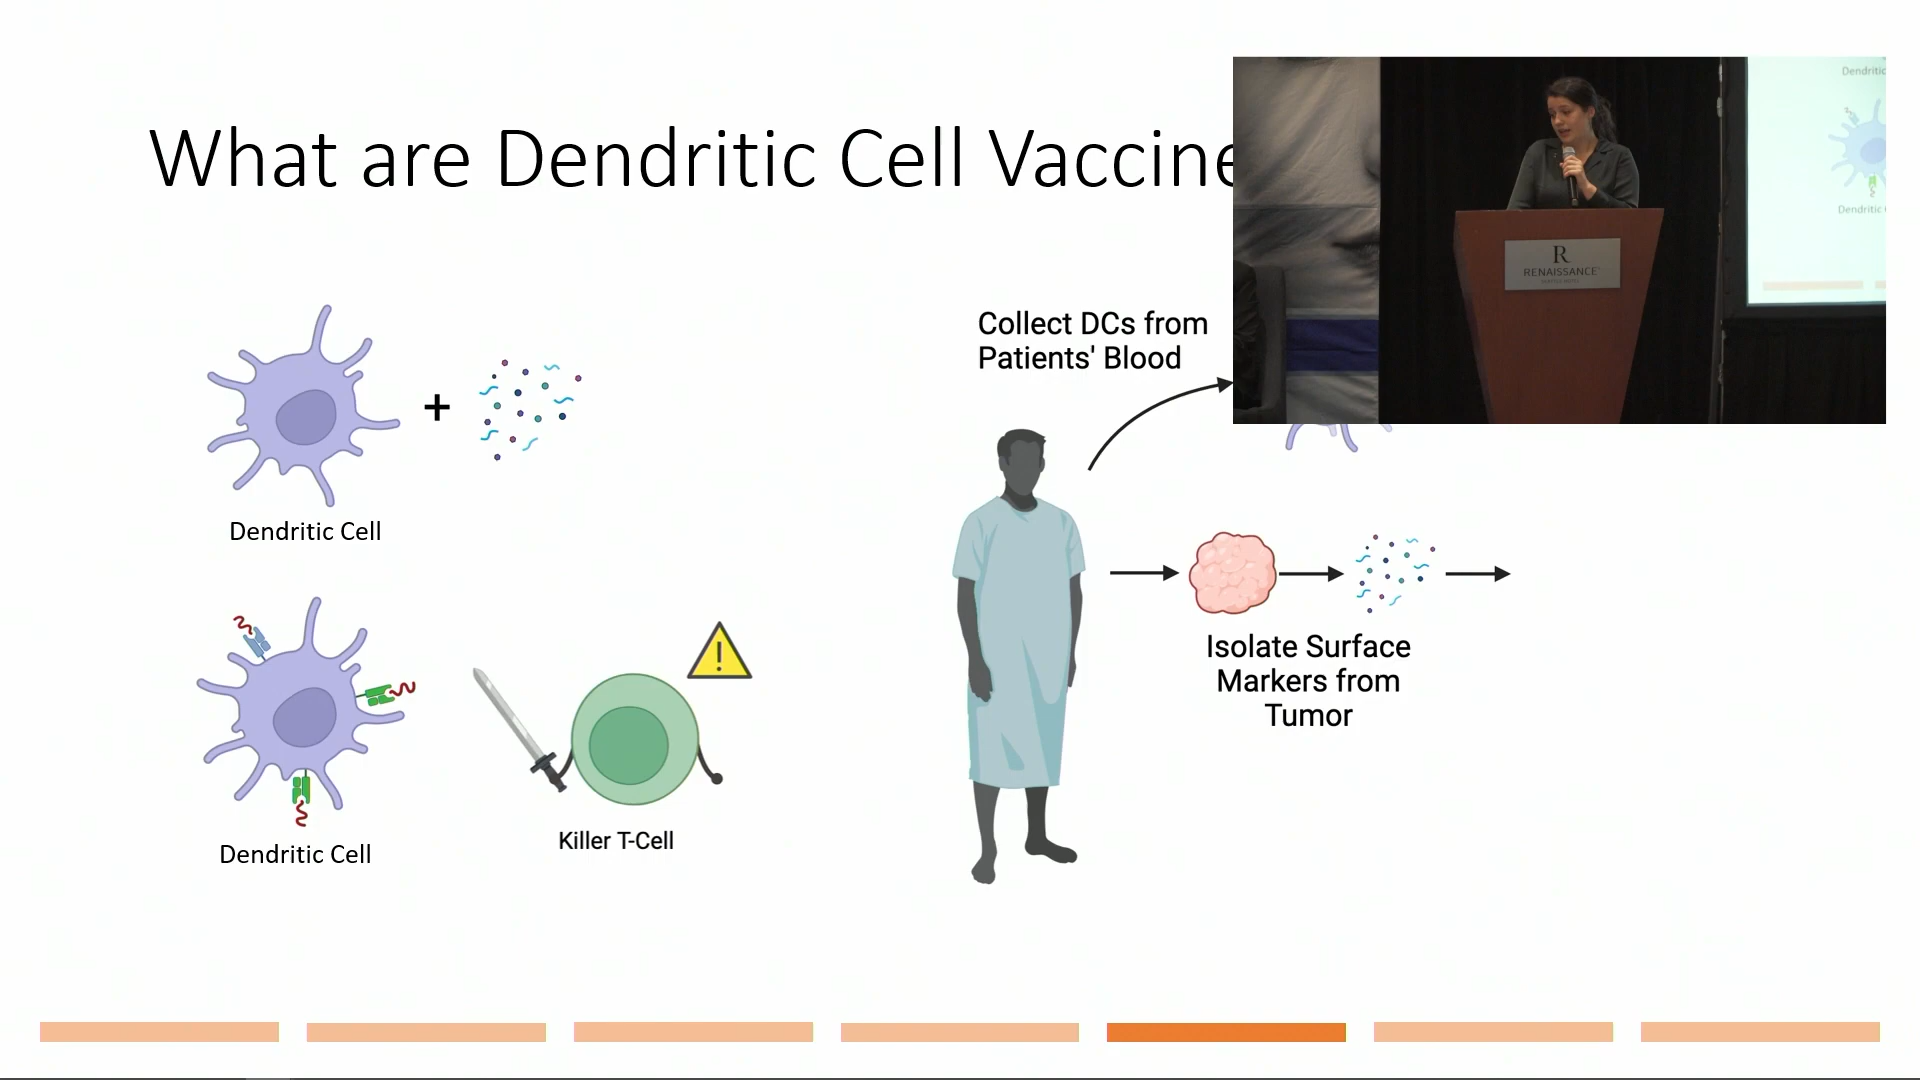 What are Dendritic Cell Vaccine
Collect DCs from
Patients' Blood
+
Dendritic Cell
Isolate Surface
Markers from
Tumor
!
Dendritic Cell
Killer T-Cell
R
RENAISSANCE
Dendritic
Dendritic